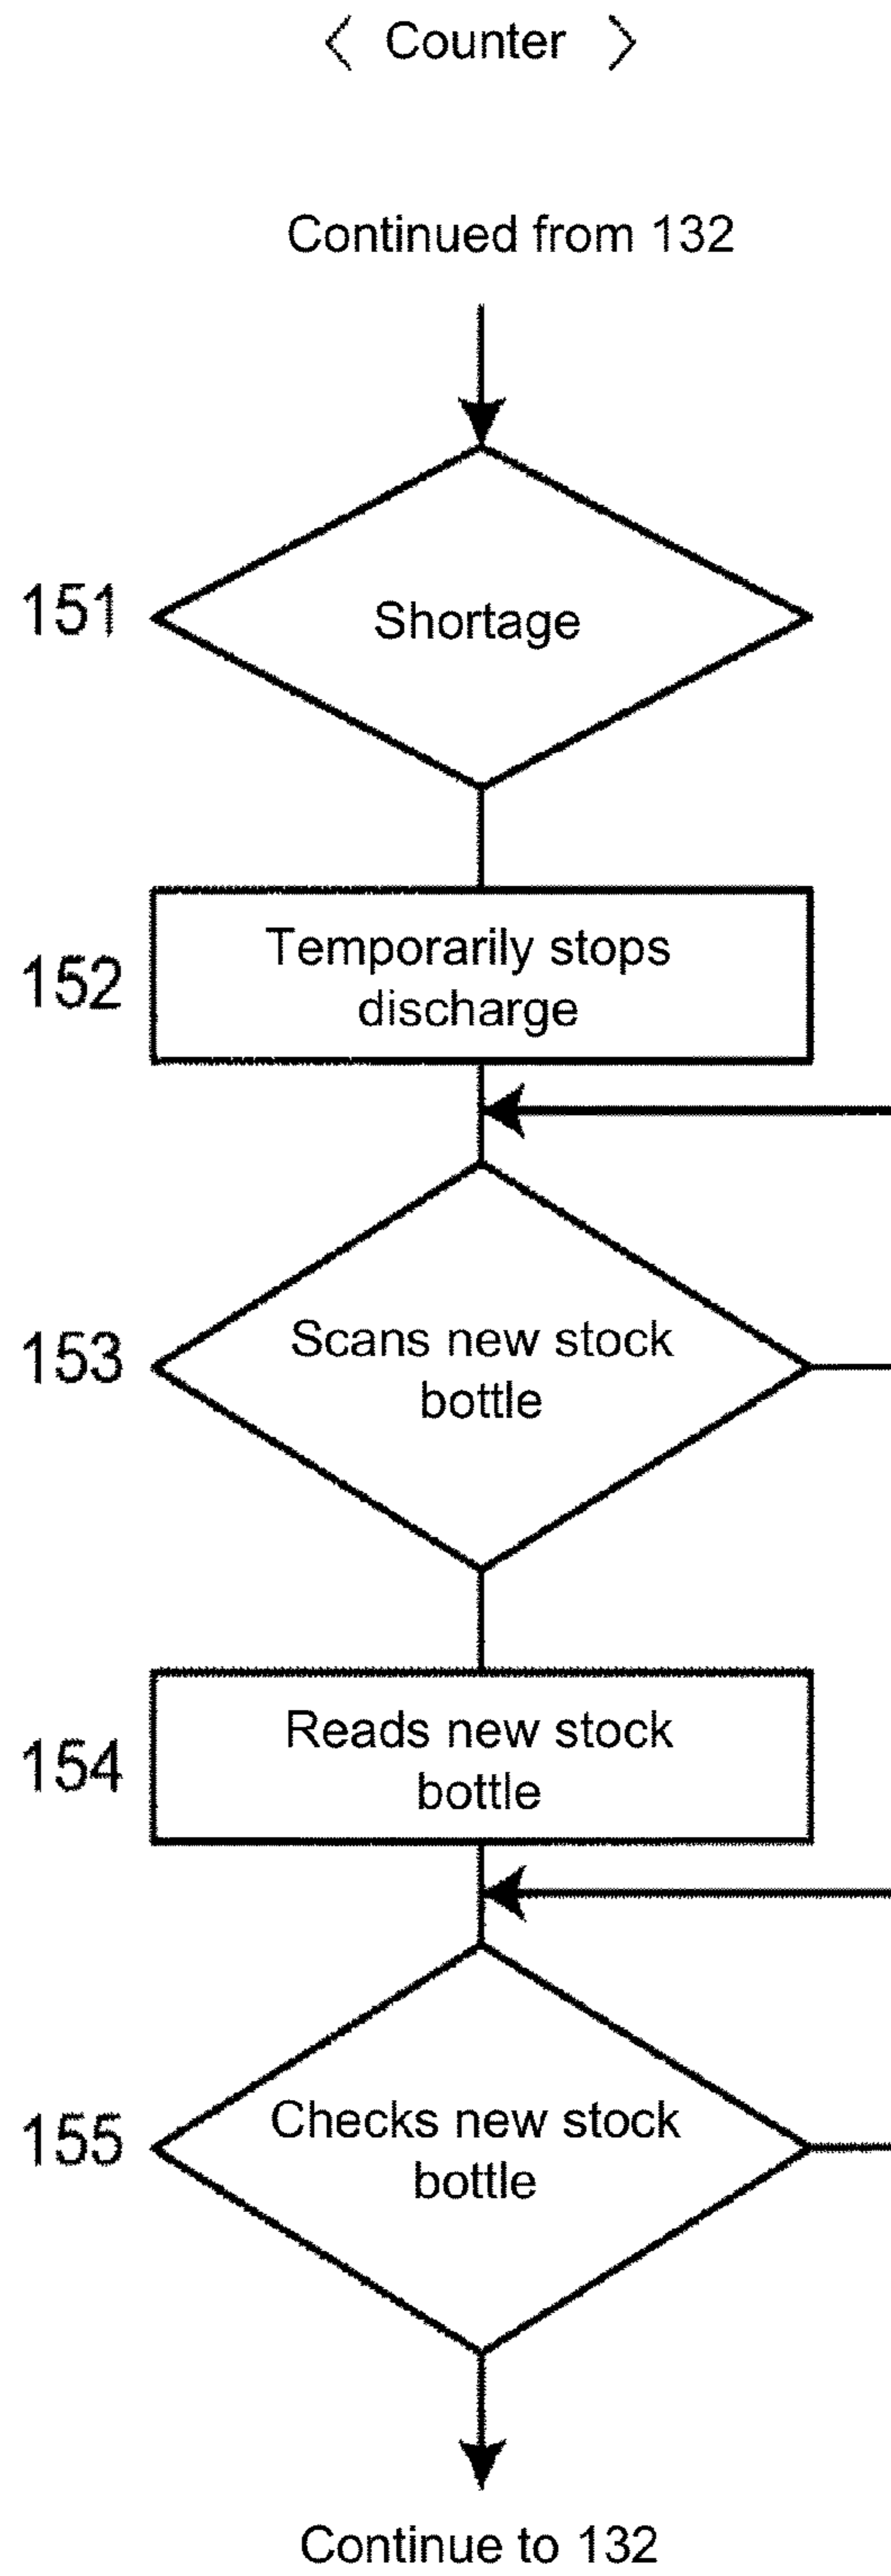 〈 Counter 〉
Continued from 132
151
Shortage
152
Temporarily stops
discharge
153
Scans new stock
bottle
154
Reads new stock
bottle
155
Checks new stock
bottle
Continue to 132